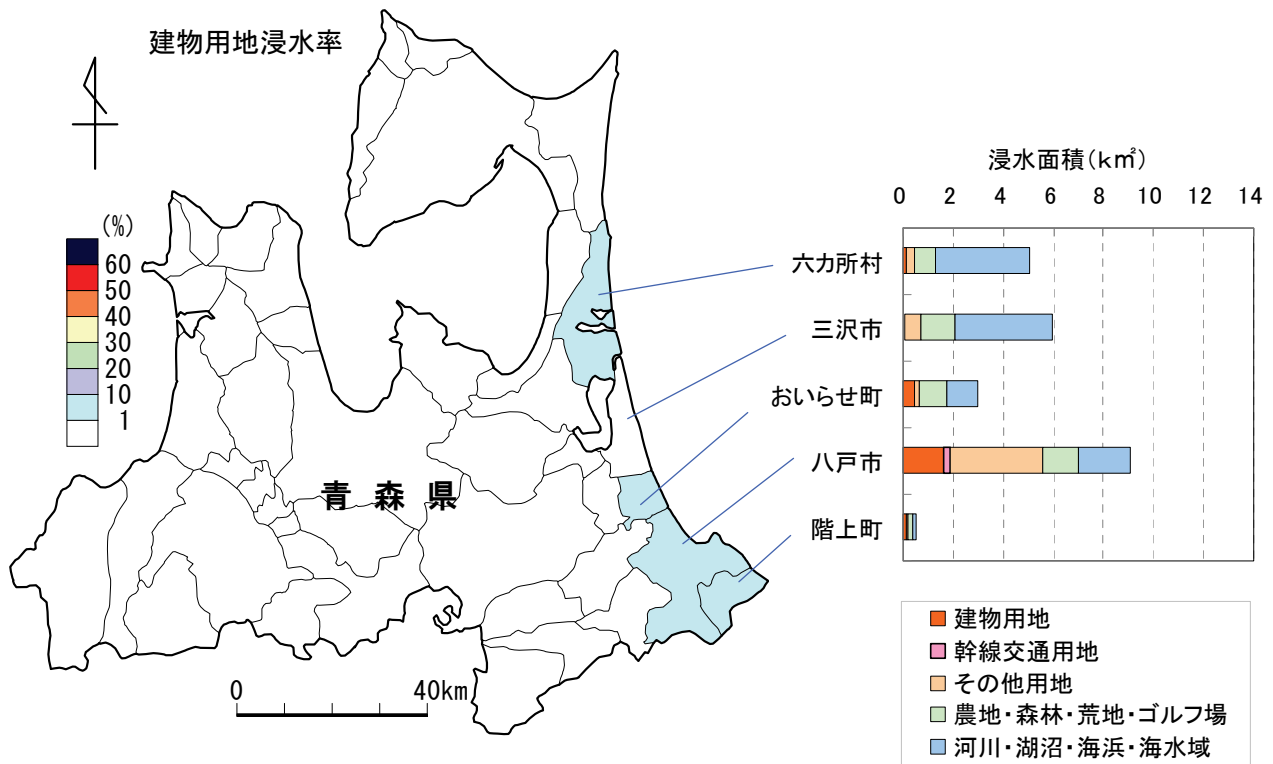 建物用地浸水率
(%)
60
50
40
30
20
10
1
青森県
0 40km
浸水面積(k㎡)
0 2 4 6 8 10 12 14
六カ所村
三沢市
おいらせ町
八戸市
階上町
建物用地
幹線交通用地
その他用地
農地・森林・荒地・ゴルフ場
河川・湖沼・海浜・海水域